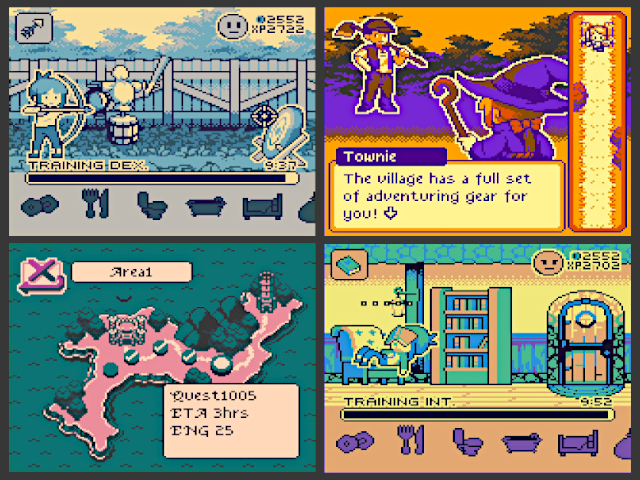 2552
XP2722
TRAINING DEX.
9:37
Townie
The village has a full set
of adventuring gear for
you!
Area1
Quest1005
ETA 3hrs
ENG 25
2552
XP2702
TRAINING INT.
9:52